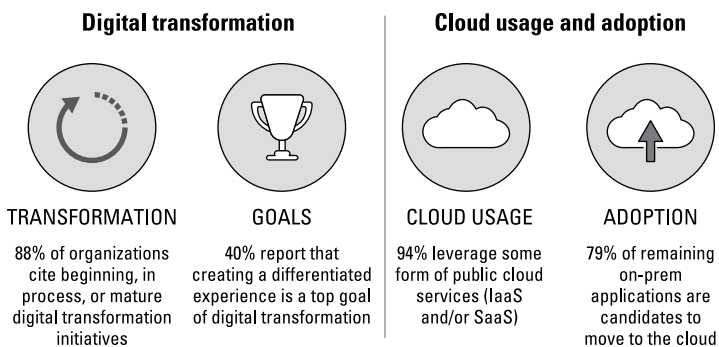 Digital transformation
Cloud usage and adoption
TRANSFORMATION
88% of organizations
cite beginning, in
process, or mature
digital transformation
initiatives
GOALS
40% report that
creating a differentiated
experience is a top goal
of digital transformation
CLOUD USAGE
94% leverage some
form of public cloud
services (IaaS
and/or SaaS)
ADOPTION
79% of remaining
on-prem
applications are
candidates to
move to the cloud